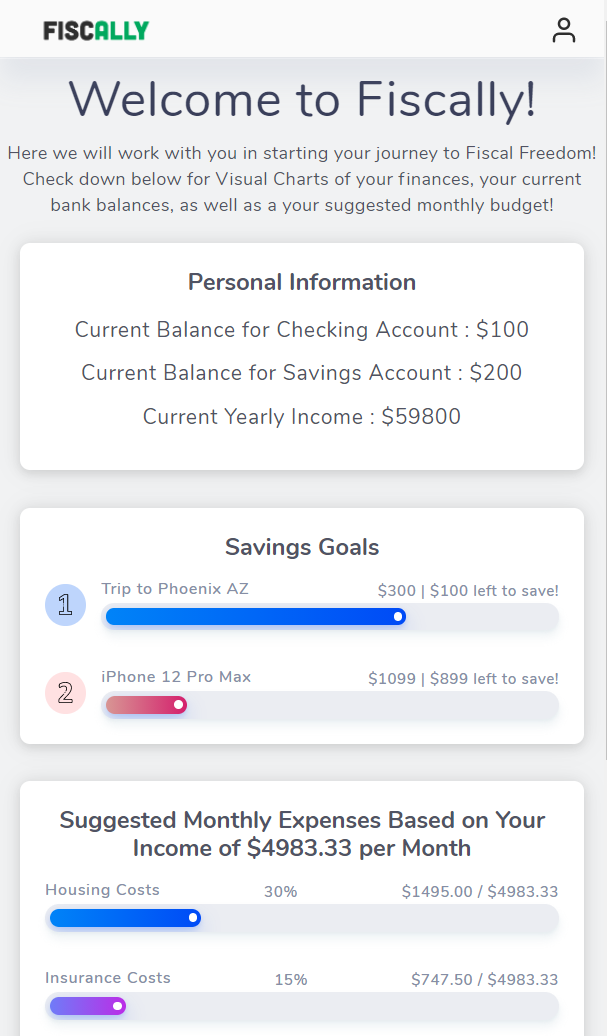 FISCALLY
Welcome to Fiscally!
Here we will work with you in starting your journey to Fiscal Freedom!
Check down below for Visual Charts of your finances, your current
bank balances, as well as a your suggested monthly budget!
Personal Information
Current Balance for Checking Account : $100
Current Balance for Savings Account : $200
Current Yearly Income : $59800
Savings Goals
1 Trip to Phoenix AZ $300 | $100 left to save!
2 iPhone 12 Pro Max $1099 | $899 left to save!
Suggested Monthly Expenses Based on Your
Income of $4983.33 per Month
Housing Costs 30% $1495.00 / $4983.33
Insurance Costs 15% $747.50 / $4983.33